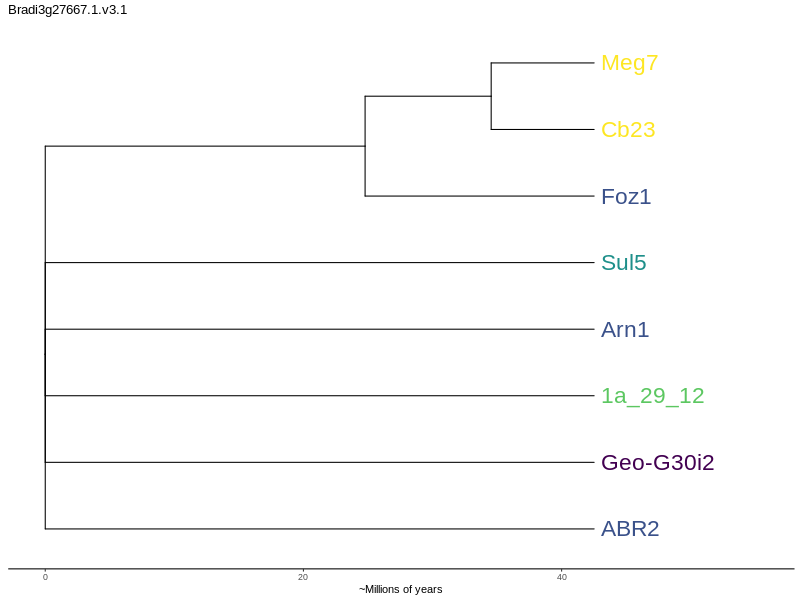 Bradi3g27667.1.v3.1
Meg7
Cb23
Foz1
Sul5
Arn1
1a_29_12
Geo-G30i2
ABR2
0 20 40
~Millions of years